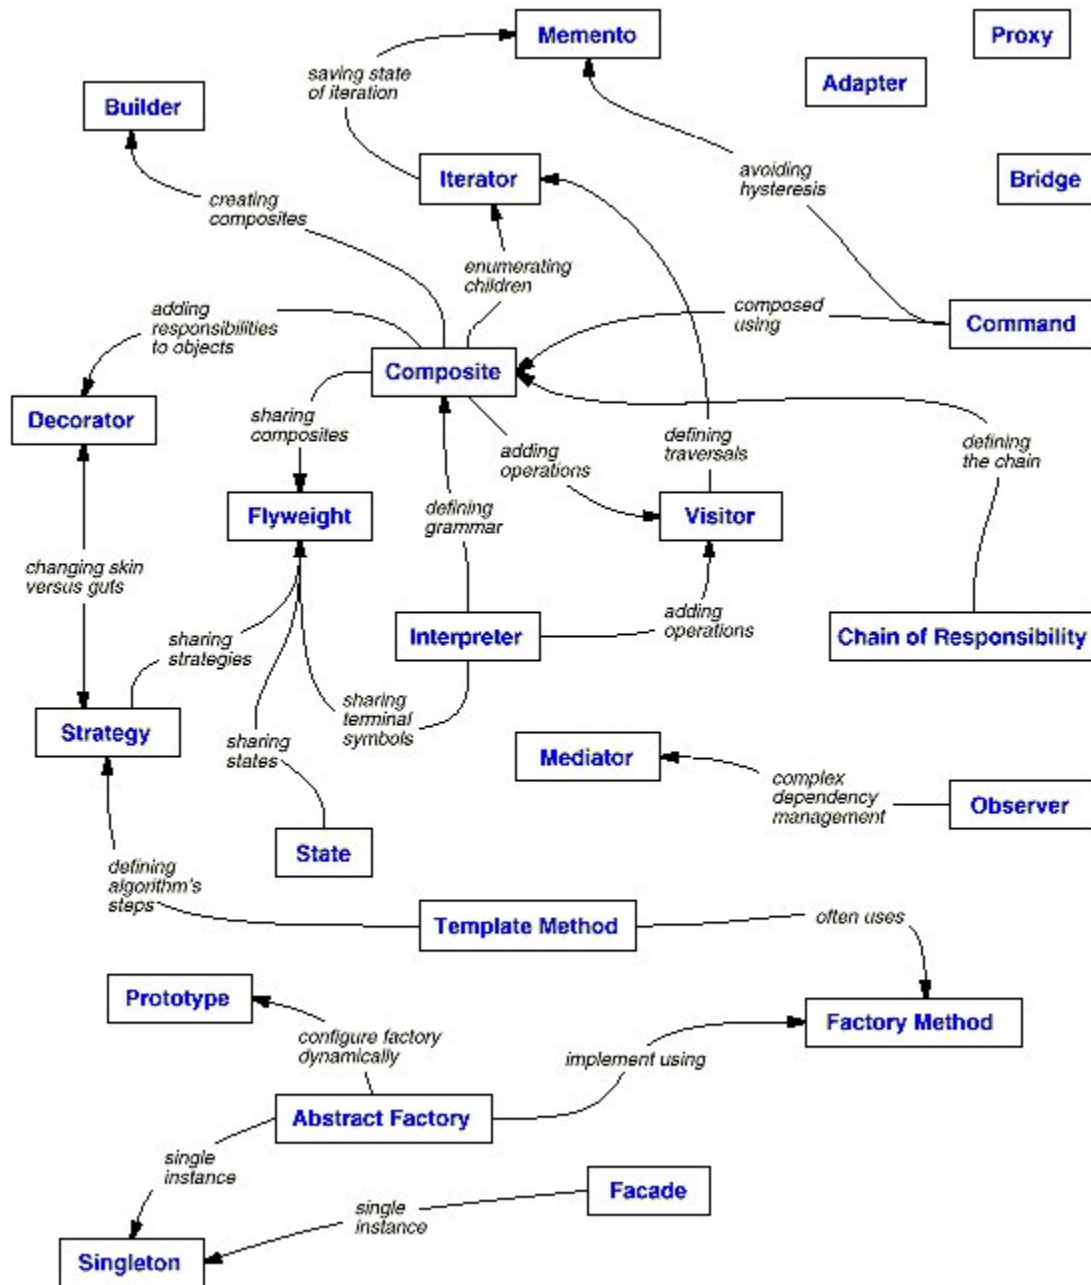 Memento
Proxy
saving state
of iteration
Adapter
Builder
Iterator
avoiding
hysteresis
Bridge
creating
composites
enumerating
children
adding
responsibilities
to objects
composed
using
Command
Composite
Decorator
sharing
composites
adding
operations
defining
traversals
defining
the chain
Flyweight
defining
grammar
Visitor
changing skin
versus guts
sharing
strategies
Interpreter
adding
operations
Chain of Responsibility
Strategy
sharing
states
sharing
terminal
symbols
Mediator
complex
dependency
management
Observer
State
defining
algorithm's
steps
Template Method
often uses
Prototype
configure factory
dynamically
implement using
Factory Method
Abstract Factory
single
instance
Facade
single
instance
Singleton